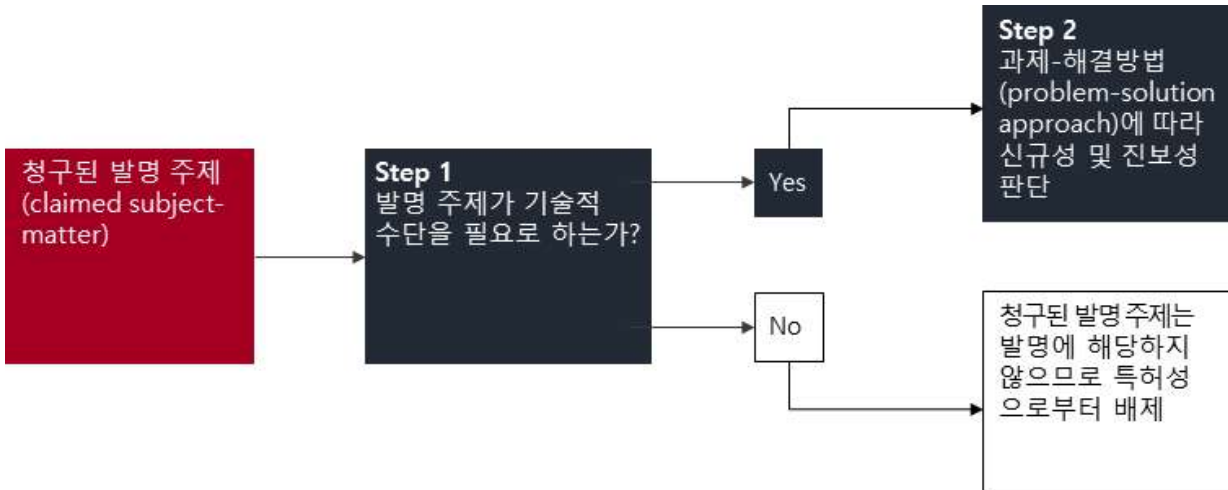 청구된 발명 주제
(claimed subject-
matter)
Step 1
발명 주제가 기술적
수단을 필요로 하는가?
Yes
No
Step 2
과제-해결방법
(problem-solution
approach)에 따라
신규성 및 진보성
판단
청구된 발명 주제는
발명에 해당하지
않으므로 특허성
으로부터 배제